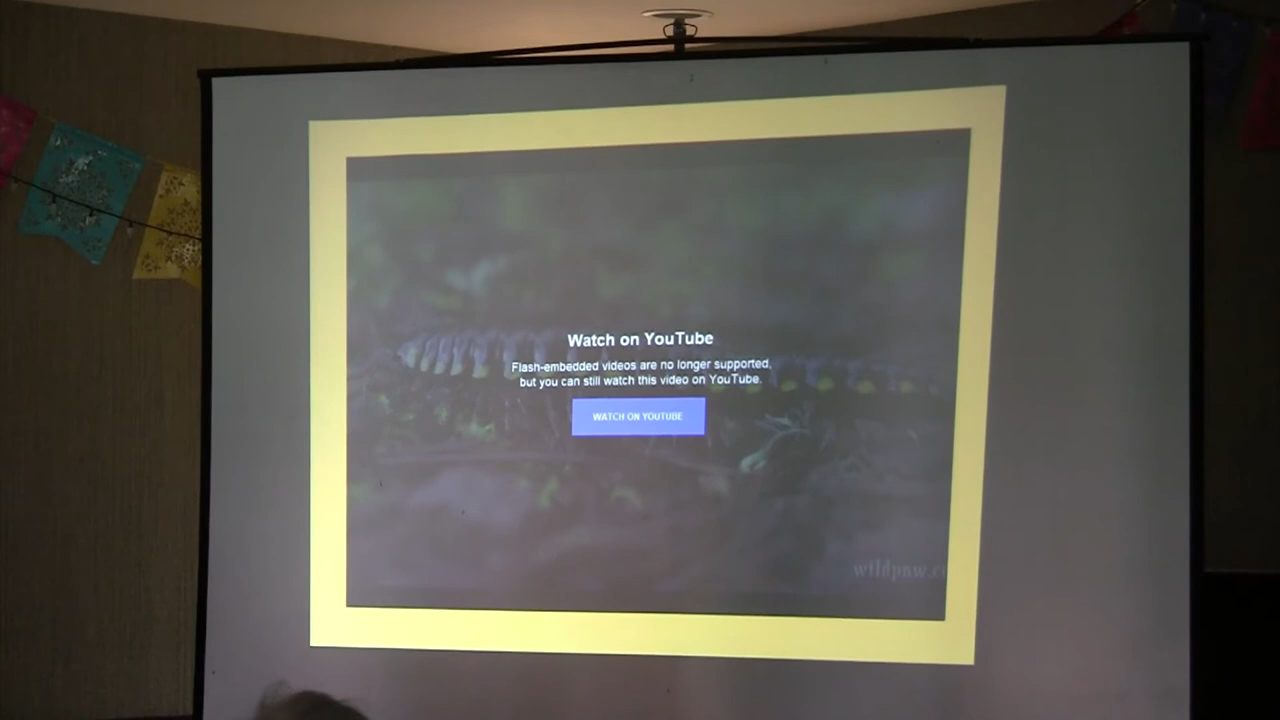 Watch on YouTube
Flash-embedded videos are no longer supported,
but you can still watch this video on YouTube.
WATCH ON YOUTUBE
wildpaw.c